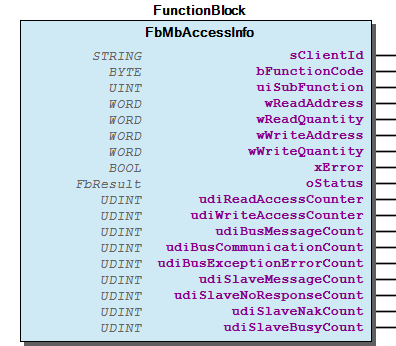 FunctionBlock
FbMbAccessInfo
STRING sClientId
BYTE bFunctionCode
UINT uiSubFunction
WORD wReadAddress
WORD wReadQuantity
WORD wWriteAddress
WORD wWriteQuantity
BOOL xError
FbResult oStatus
UDINT udiReadAccessCounter
UDINT udiWriteAccessCounter
UDINT udiBusMessageCount
UDINT udiBusCommunicationCount
UDINT udiBusExceptionErrorCount
UDINT udiSlaveMessageCount
UDINT udiSlaveNoResponseCount
UDINT udiSlaveNakCount
UDINT udiSlaveBusyCount